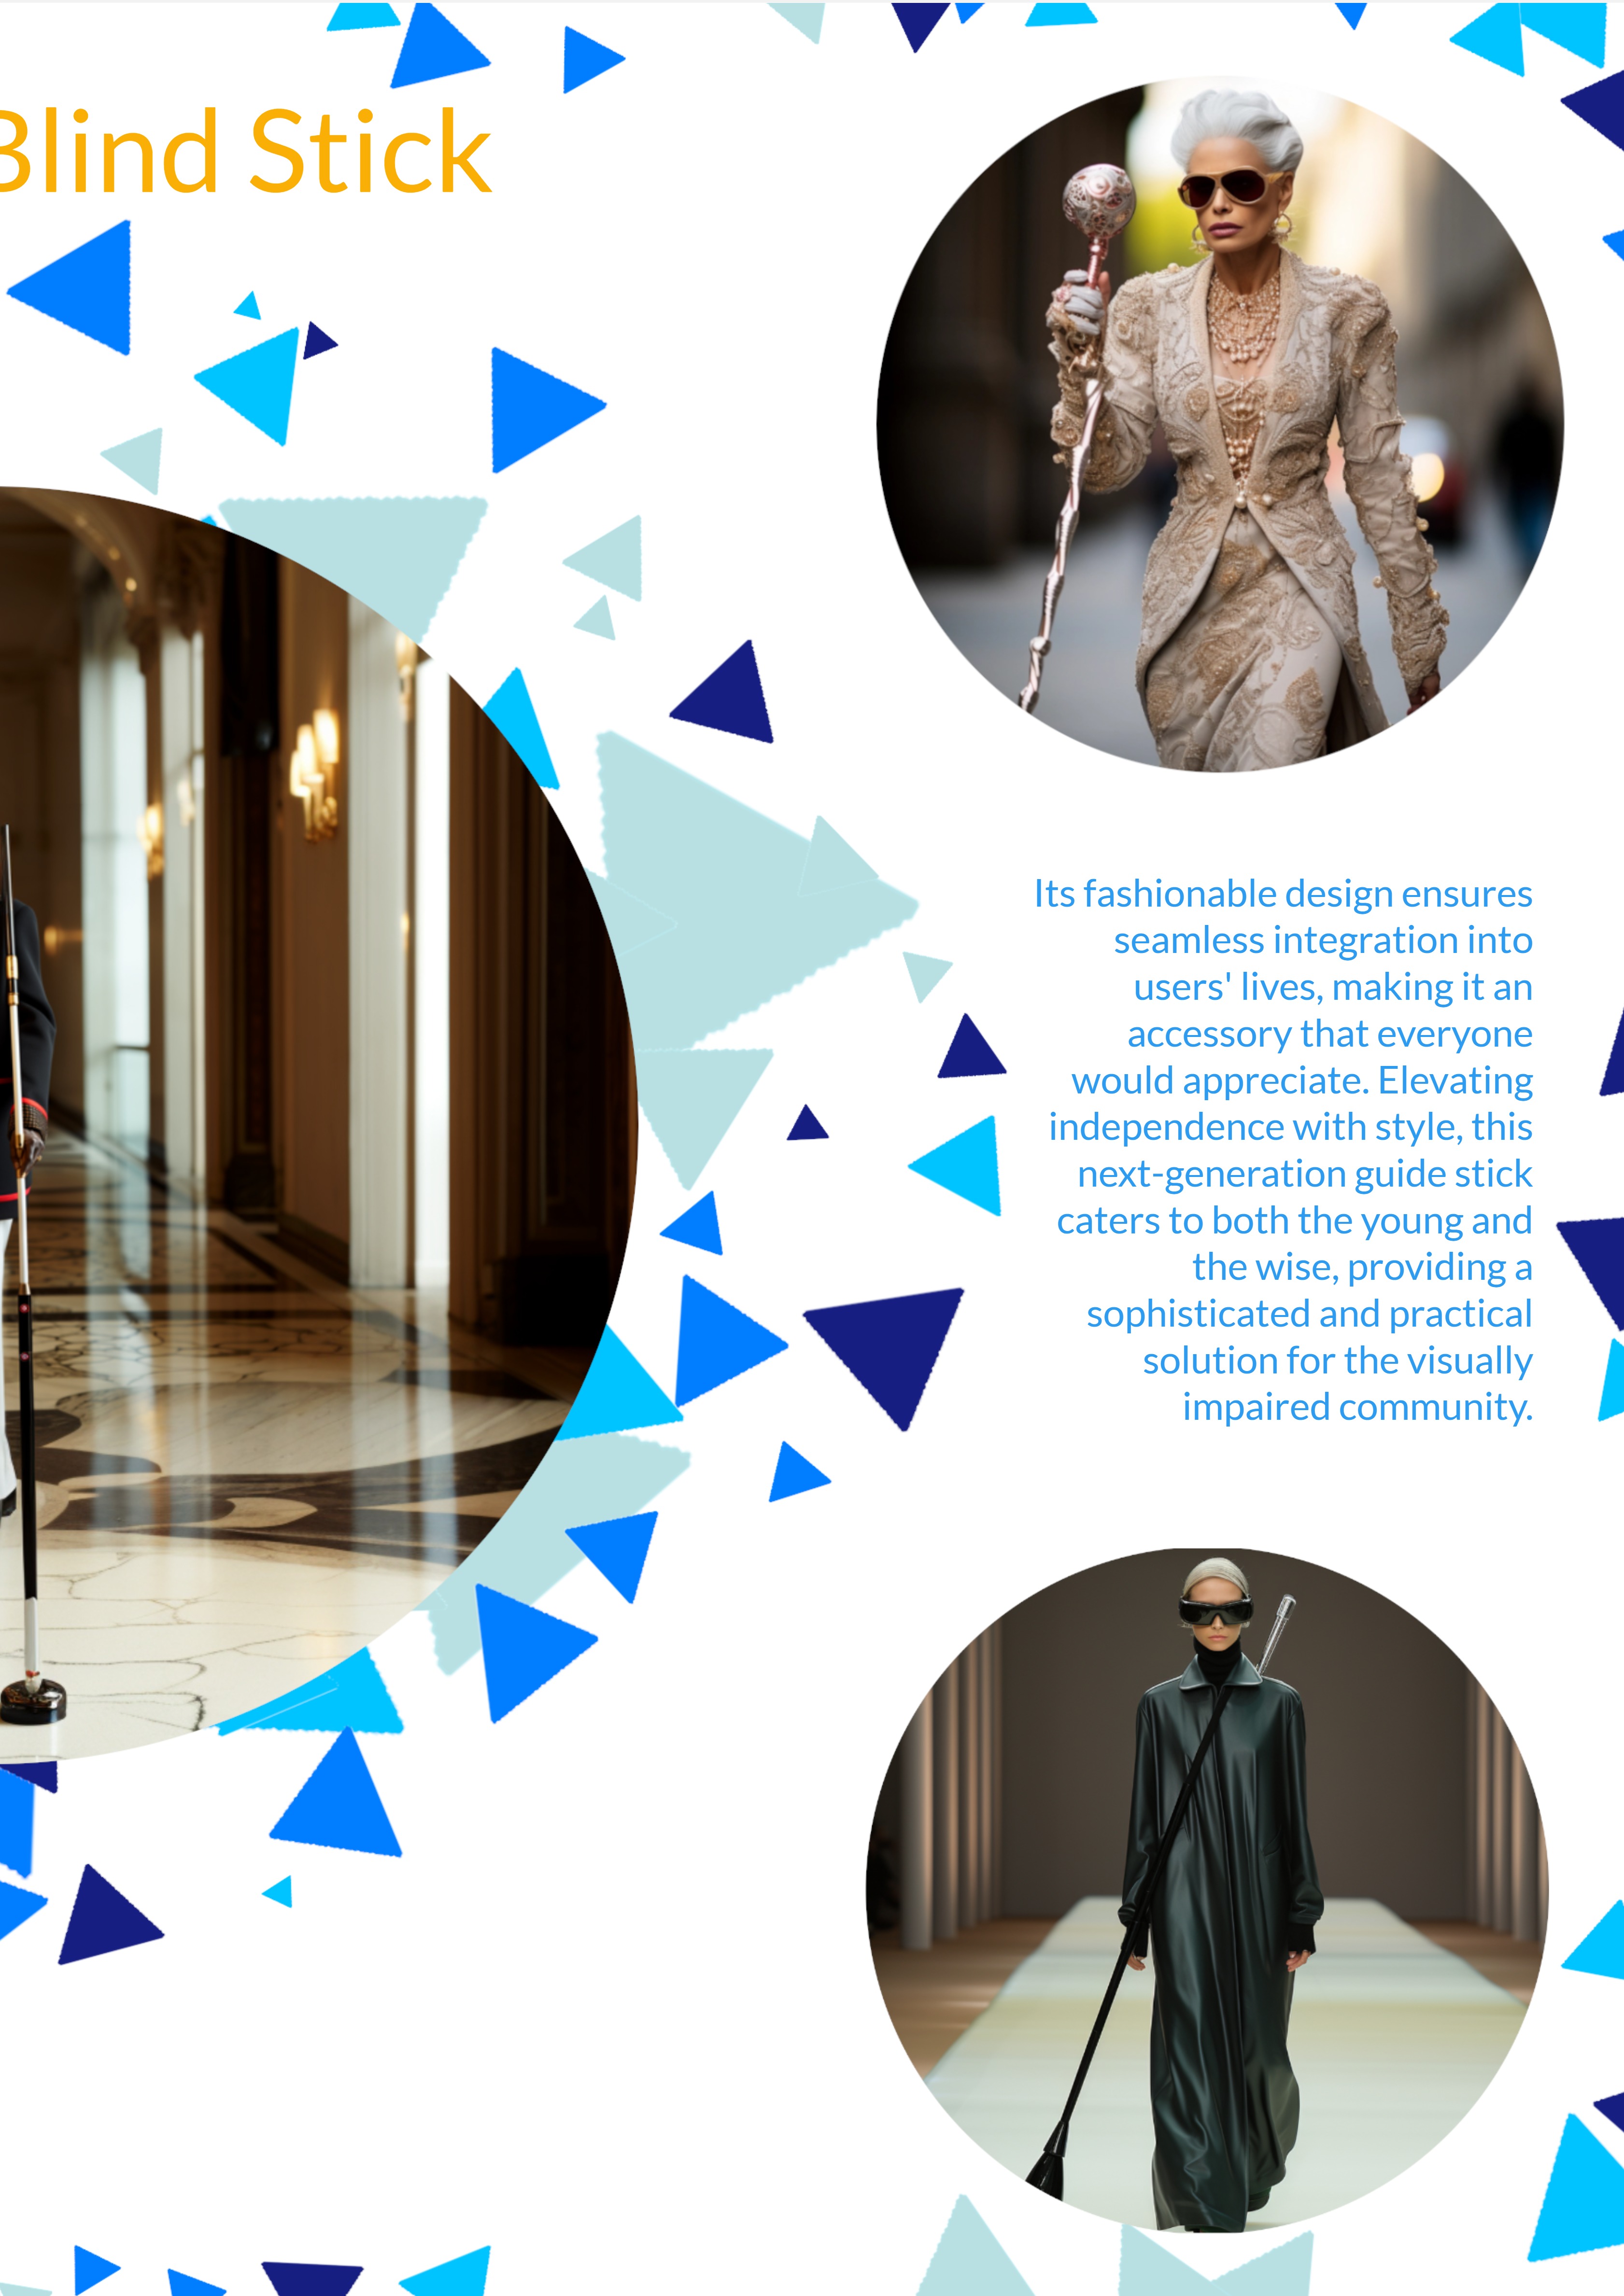 Blind Stick
Its fashionable design ensures
seamless integration into
users' lives, making it an
accessory that everyone
would appreciate. Elevating
independence with style, this
next-generation guide stick
caters to both the young and
the wise, providing a
sophisticated and practical
solution for the visually
impaired community.